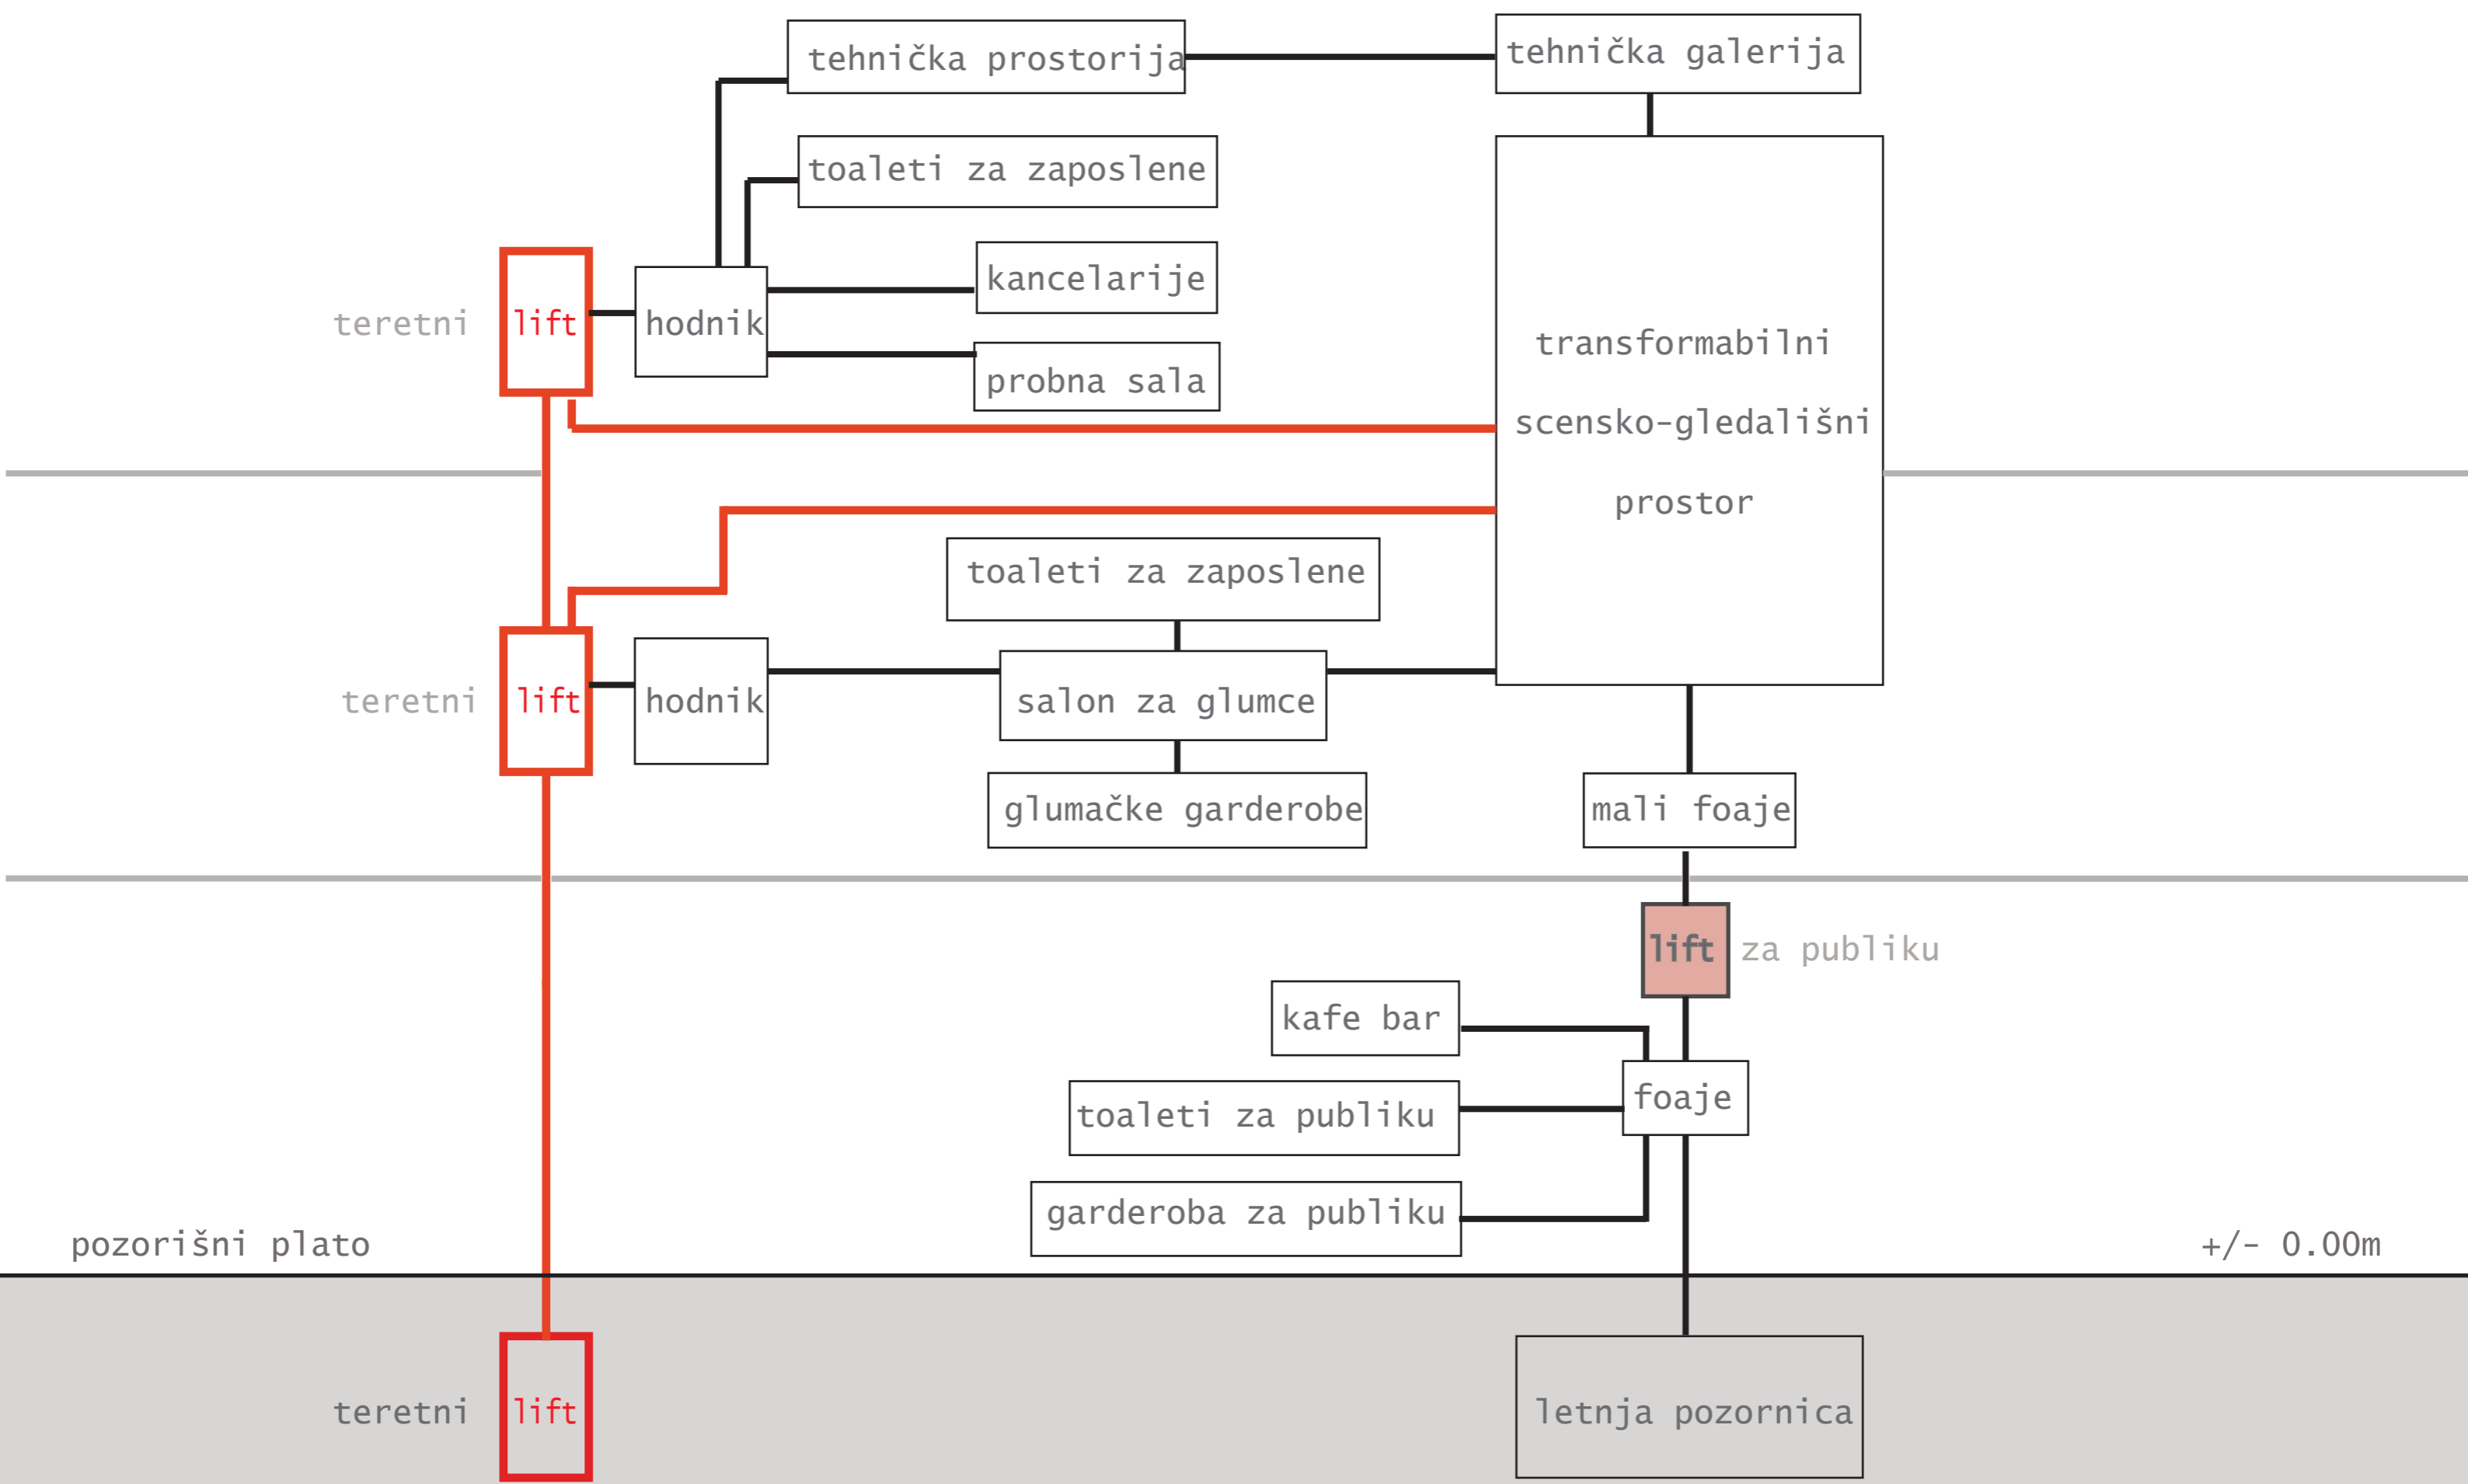 tehnička prostorija
tehnička galerija
toaleti za zaposlene
kancelarije
teretni
lift
hodnik
probna sala
transformabilni
scensko-gledališni
prostor
toaleti za zaposlene
teretni
lift
hodnik
salon za glumce
glumačke garderobe
mali foaje
lift
za publiku
kafe bar
foaje
toaleti za publiku
garderoba za publiku
pozorišni plato
+/- 0.00m
teretni
lift
letnja pozornica